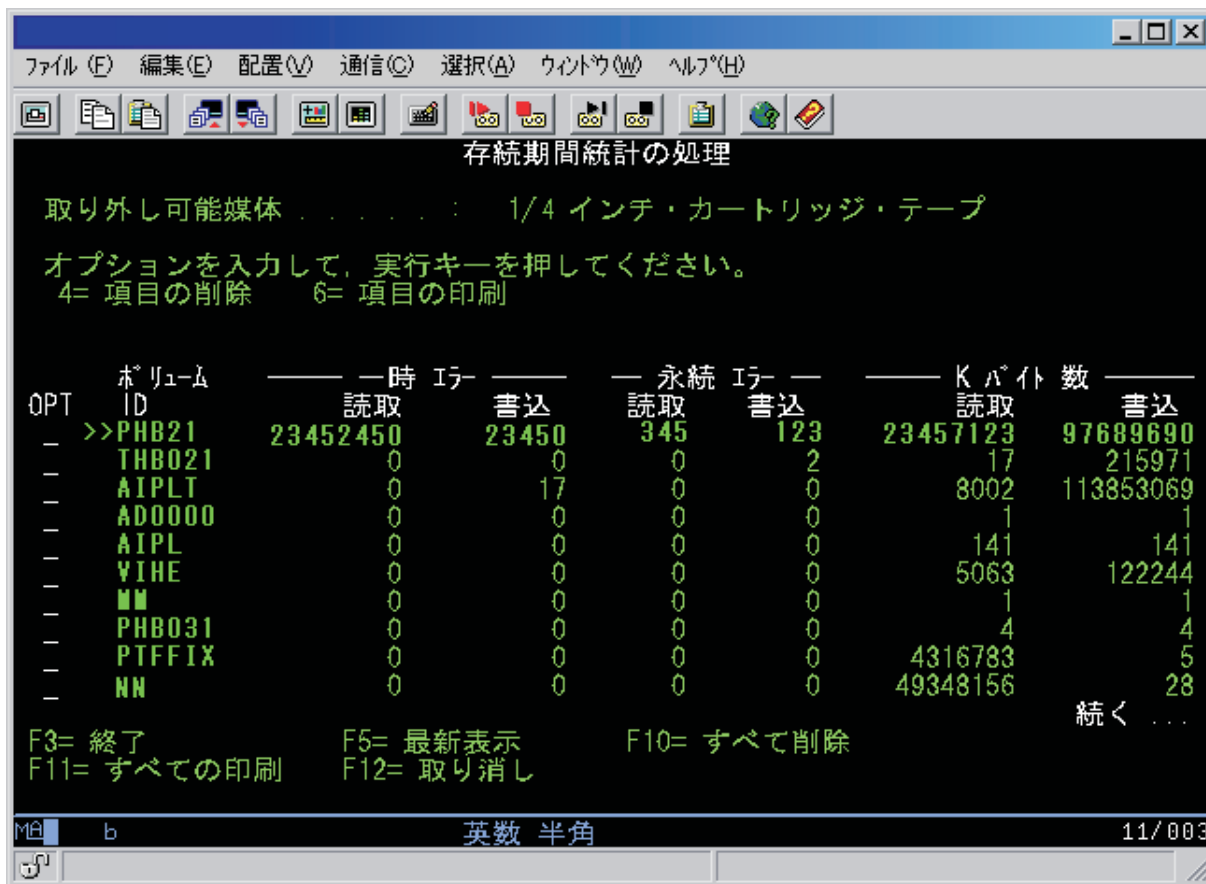 ファイル (F) 編集(E) 配置(V) 通信(C) 選択(A) ウィンドウ(W) ヘルプ(H)
存続期間統計の処理
取り外し可能媒体 . . . . . . : 1/4 インチ・カートリッジ・テープ
オプションを入力して, 実行キーを押してください。
4= 項目の削除 6= 項目の印刷
ボリューム ―― 一時 エラー ―― ― 永続 エラー ― ―― K バイト 数 ――
OPT ID 読取 書込 読取 書込 読取 書込
_ >>PHB21 23452450 23450 345 123 23457123 97689690
_ THB021 0 0 0 2 17 215971
_ AIPLT 0 17 0 0 8002 113853069
_ AD0000 0 0 0 0 1 1
_ AIPL 0 0 0 0 141 141
_ VIHE 0 0 0 0 5063 122244
_ MM 0 0 0 0 1 1
_ PHB031 0 0 0 0 4 4
_ PTFFIX 0 0 0 0 4316783 5
_ NN 0 0 0 0 49348156 28
続く ...
F3= 終了 F5= 最新表示 F10= すべて削除
F11= すべての印刷 F12= 取り消し
MA b 英数 半角 11/003